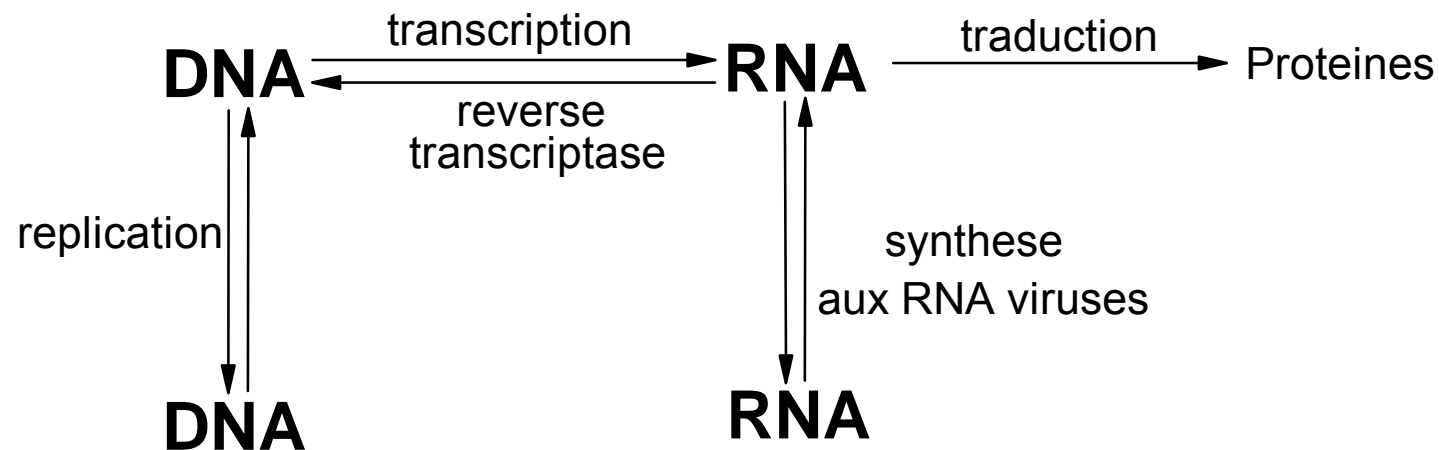 transcription
traduction
DNA
RNA
Proteines
reverse
transcriptase
replication
synthese
aux RNA viruses
DNA
RNA